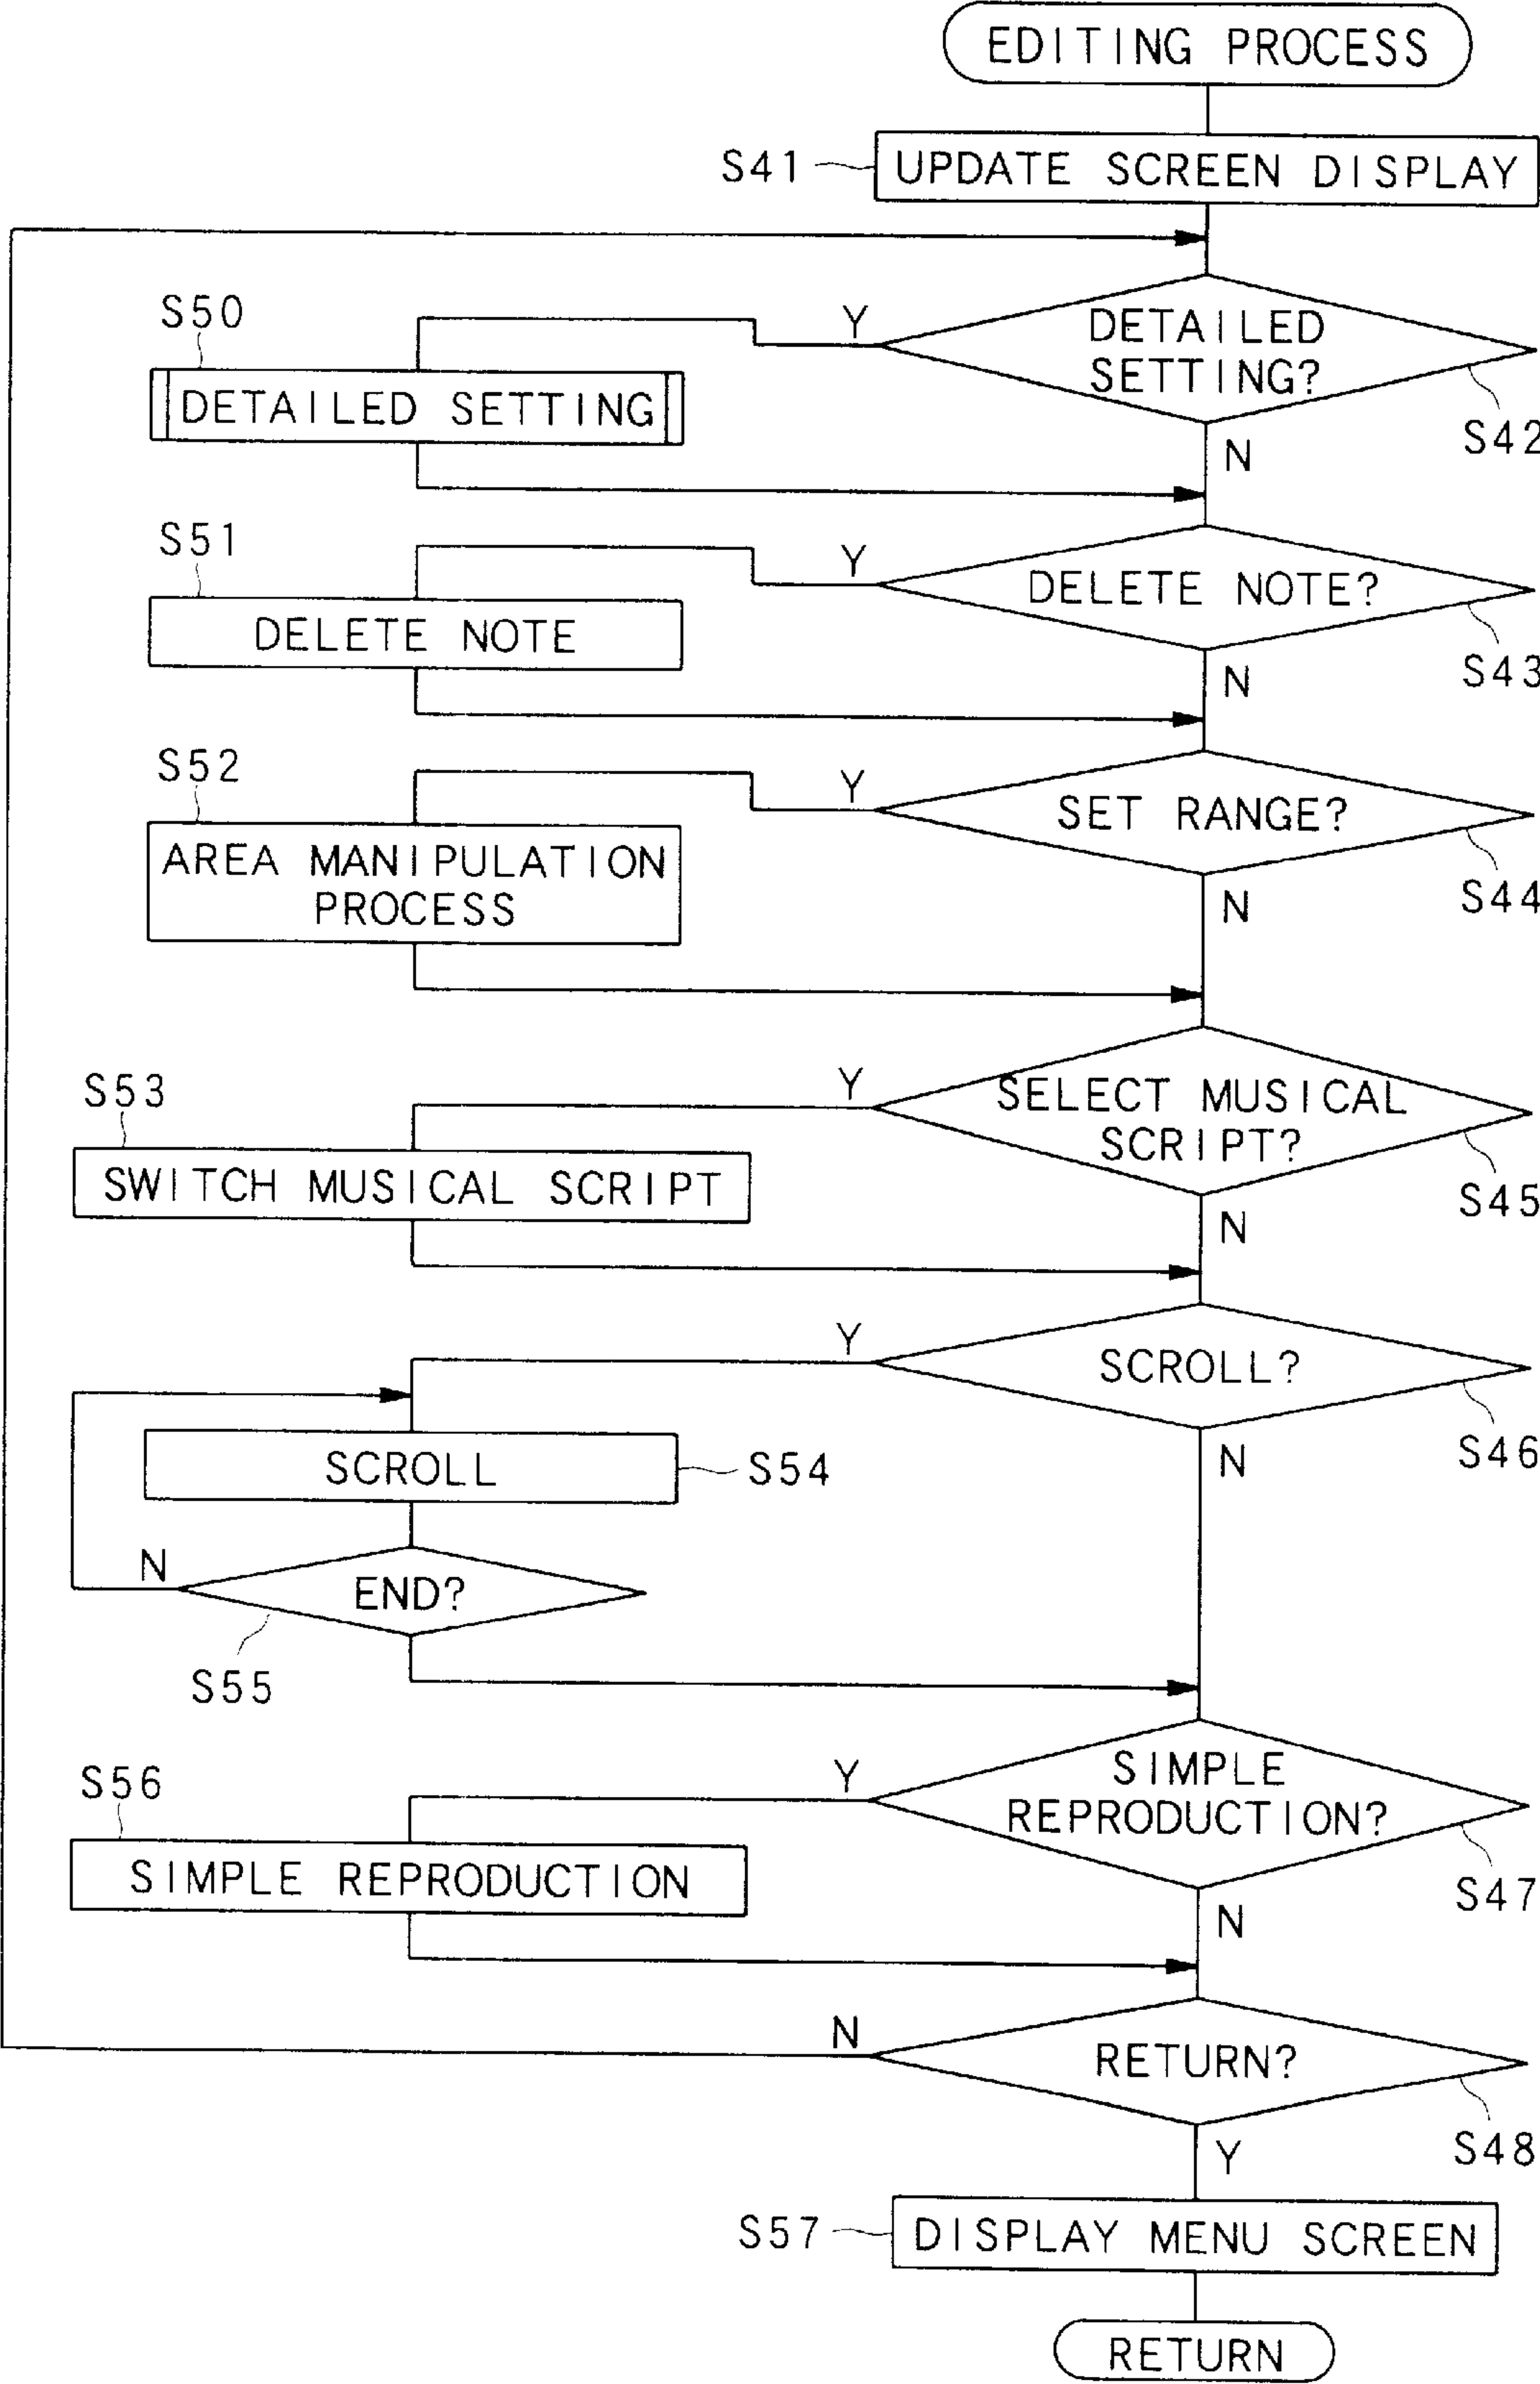 EDITING PROCESS
S41
UPDATE SCREEN DISPLAY
S50
Y
DETAILED
SETTING?
DETAILED SETTING
S42
N
S51
Y
DELETE NOTE?
DELETE NOTE
S43
N
S52
Y
SET RANGE?
AREA MANIPULATION
PROCESS
S44
N
S53
Y
SELECT MUSICAL
SCRIPT?
SWITCH MUSICAL SCRIPT
S45
N
Y
SCROLL?
SCROLL
S54
S46
N
N
END?
S55
S56
Y
SIMPLE
REPRODUCTION?
SIMPLE REPRODUCTION
S47
N
N
RETURN?
S48
Y
S57
DISPLAY MENU SCREEN
RETURN